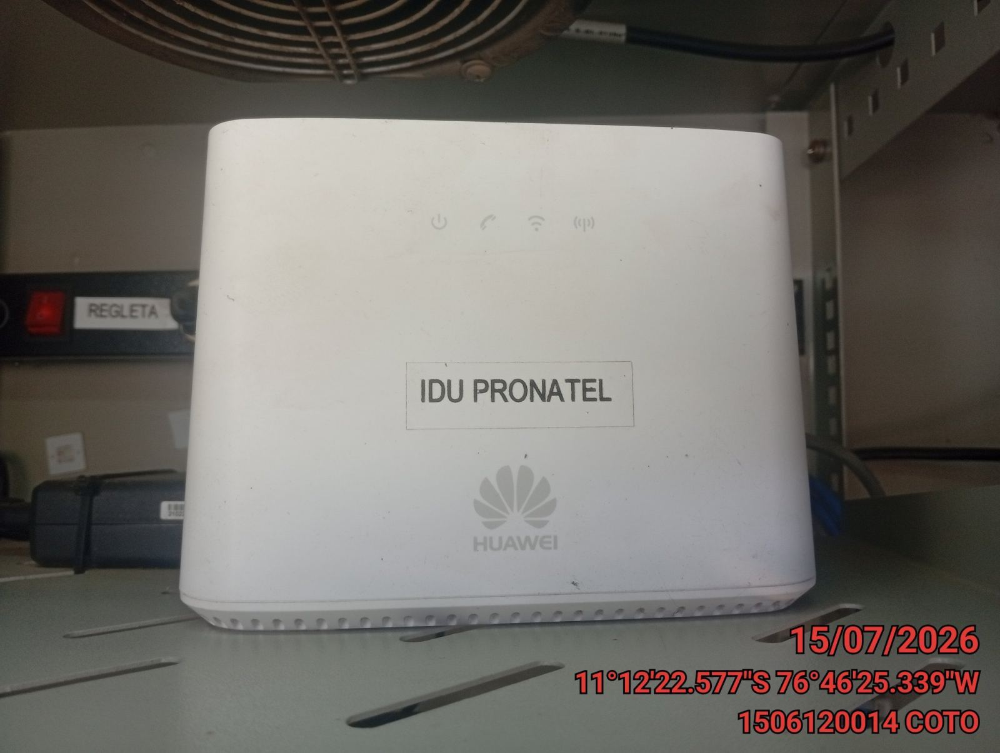 REGLETA
IDU PRONATEL
HUAWEI
15/07/2026
11°12'22.577"S 76°46'25.339"W
1506120014 COTO